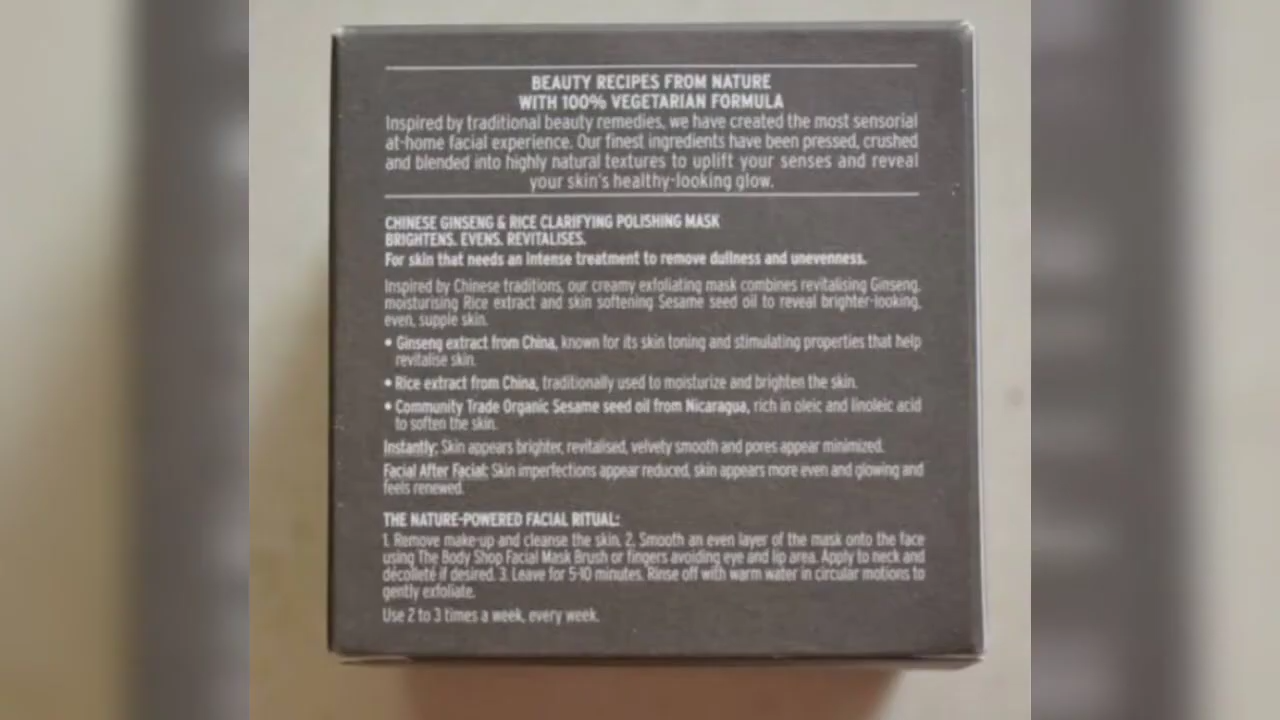 BEAUTY RECIPES FROM NATURE
WITH 100% VEGETARIAN FORMULA
Inspired by traditional beauty remedies, we have created the most sensorial
at-home facial experience. Our finest ingredients have been pressed, crushed
and blended into highly natural textures to uplift your senses and reveal
your skin's healthy-looking glow.
CHINESE GINSENG & RICE CLARIFYING POLISHING MASK
BRIGHTENS. EVENS. REVITALISES.
For skin that needs an intense treatment to remove dullness and unevenness.
Inspired by Chinese traditions, our creamy exfoliating mask combines revitalising Ginseng,
moisturising Rice extract and skin softening Sesame seed oil to reveal brighter-looking,
even, supple skin.
• Ginseng extract from China, known for its skin toning and stimulating properties that help
revitalise skin.
• Rice extract from China, traditionally used to moisturize and brighten the skin.
• Community Trade Organic Sesame seed oil from Nicaragua, rich in oleic and linoleic acid
to soften the skin.
Instantly: Skin appears brighter, revitalised, velvety smooth and pores appear minimized.
Facial After Facial: Skin imperfections appear reduced, skin appears more even and glowing and
feels renewed.
THE NATURE-POWERED FACIAL RITUAL:
1. Remove make-up and cleanse the skin. 2. Smooth an even layer of the mask onto the face
using The Body Shop Facial Mask Brush or fingers avoiding eye and lip area. Apply to neck and
décolleté if desired. 3. Leave for 5-10 minutes. Rinse off with warm water in circular motions to
gently exfoliate.
Use 2 to 3 times a week, every week.